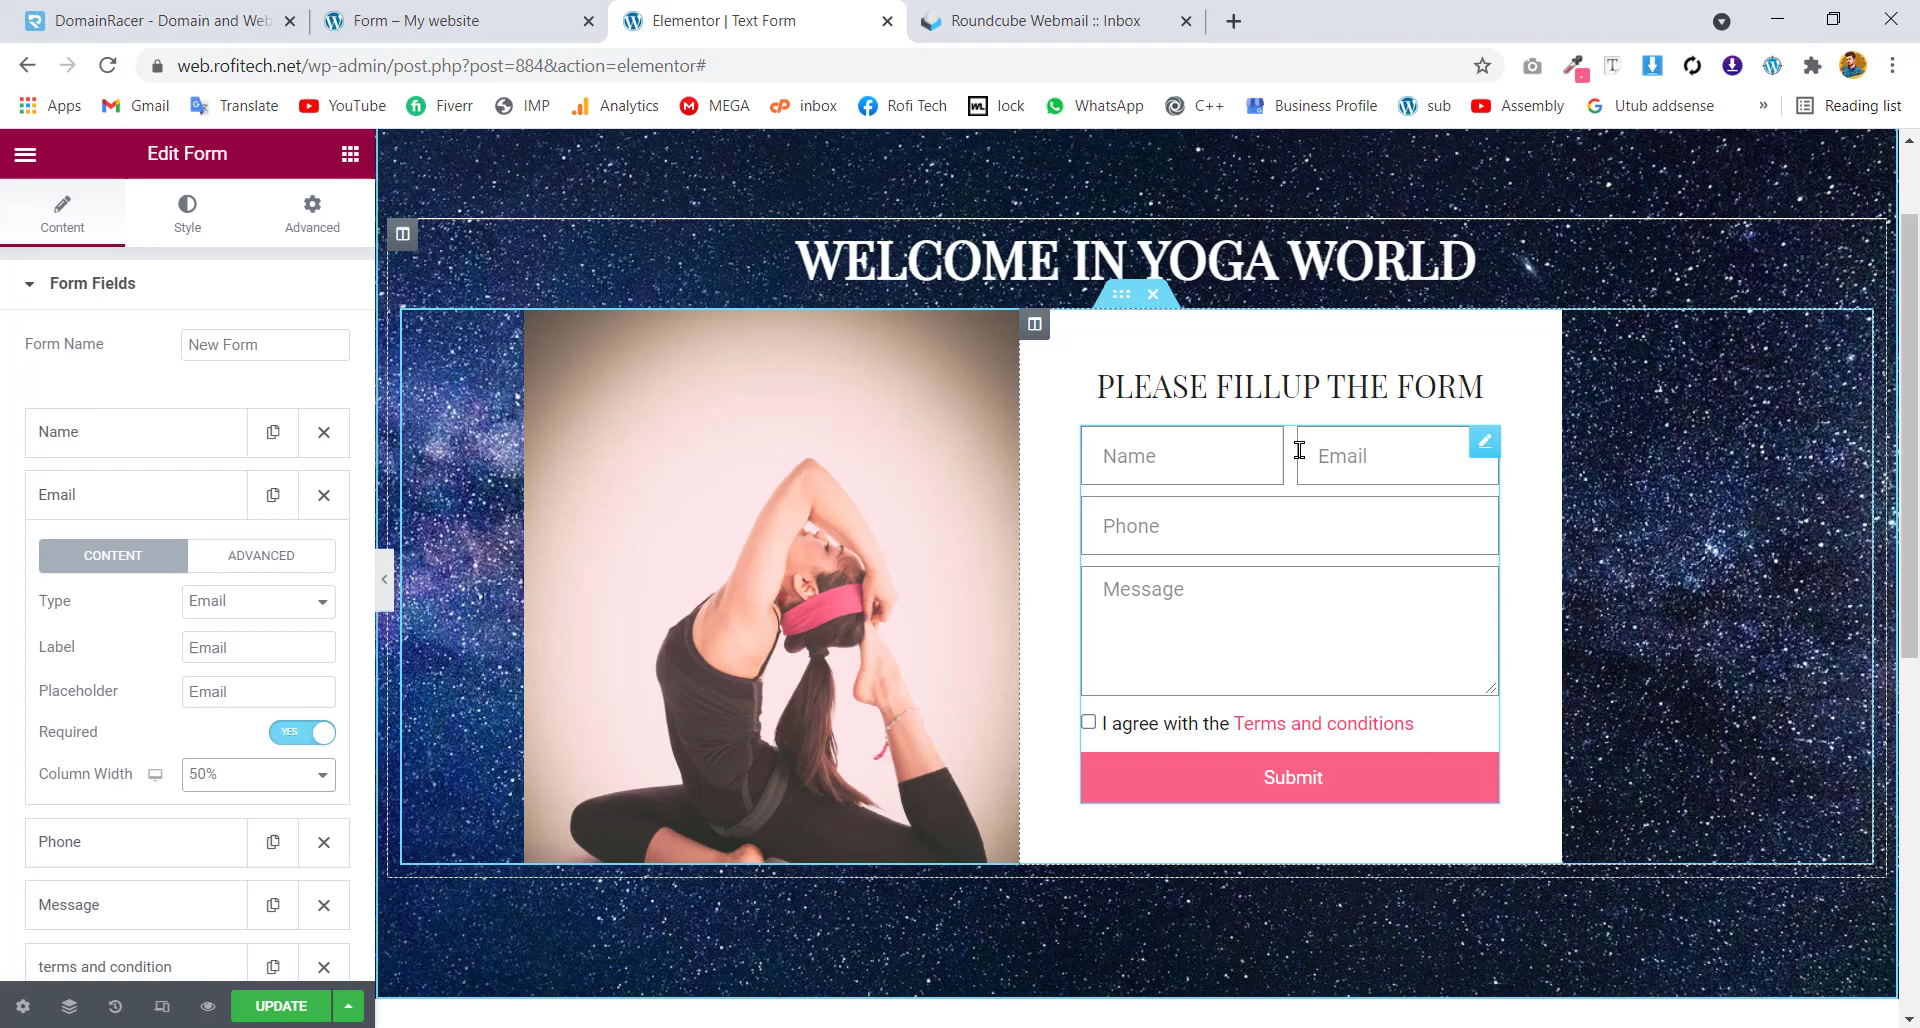 DomainRacer - Domain and Web
Form – My website
Elementor | Text Form
Roundcube Webmail :: Inbox
web.rofitech.net/wp-admin/post.php?post=884&action=elementor#
Apps
Gmail
Translate
YouTube
Fiverr
IMP
Analytics
MEGA
inbox
Rofi Tech
lock
WhatsApp
C++
Business Profile
sub
Assembly
Utub addsense
»
Reading list
Edit Form
Content
Style
Advanced
Form Fields
Form Name
New Form
Name
Email
CONTENT
ADVANCED
Type
Email
Label
Email
Placeholder
Email
Required
YES
Column Width
50%
Phone
Message
terms and condition
UPDATE
WELCOME IN YOGA WORLD
PLEASE FILLUP THE FORM
Name
Email
Phone
Message
I agree with the Terms and conditions
Submit